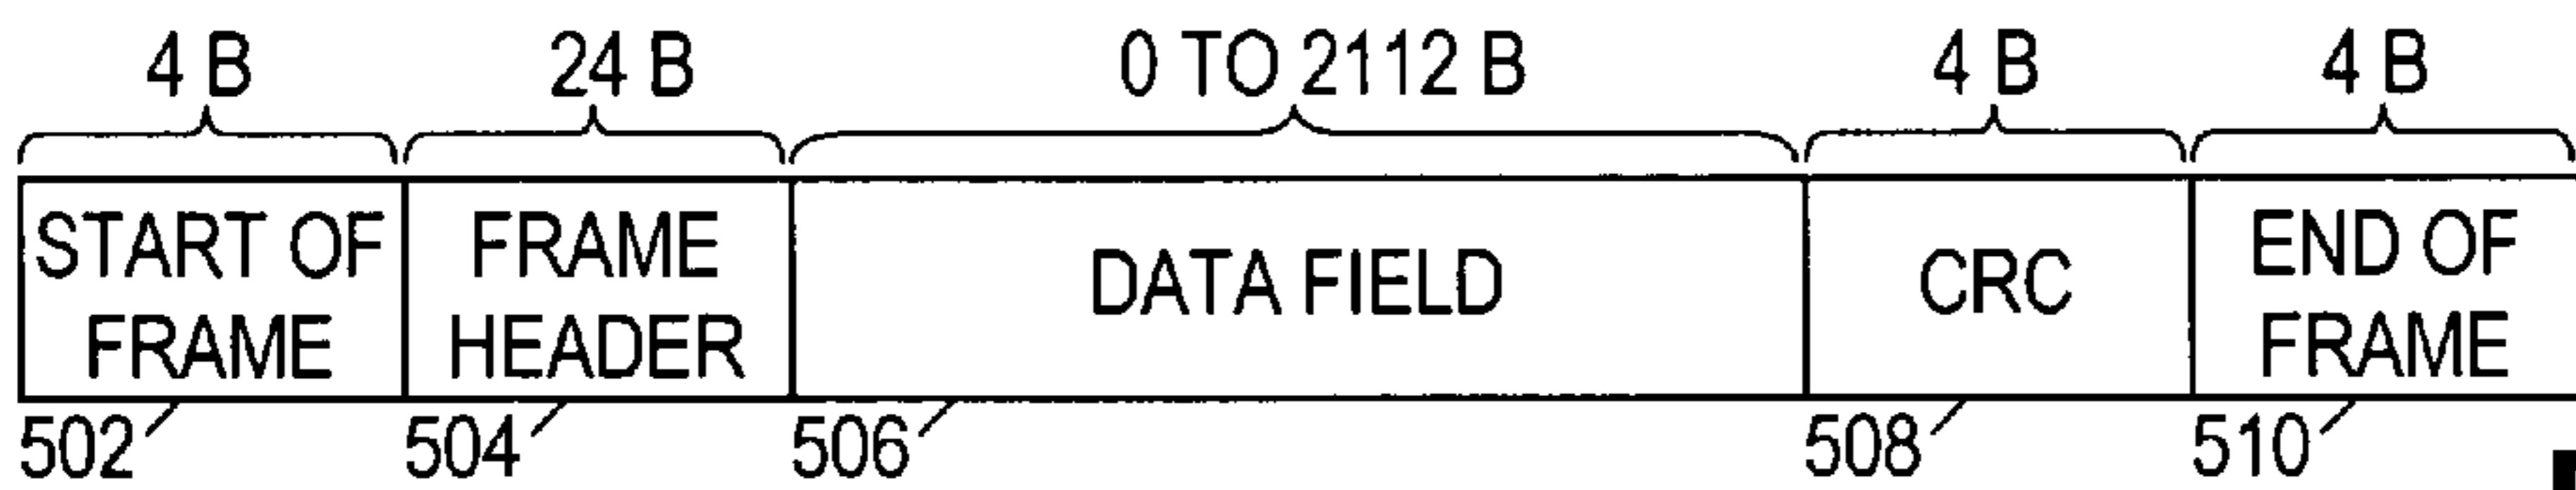 4 B 24 B 0 TO 2112 B 4 B 4 B
START OF FRAME
FRAME HEADER
DATA FIELD
CRC
END OF FRAME
502 504 506 508 510